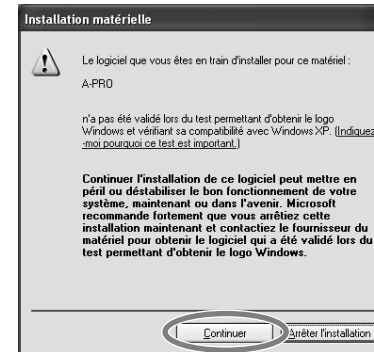 Installation matérielle
Le logiciel que vous êtes en train d'installer pour ce matériel :
A-PRO
n'a pas été validé lors du test permettant d'obtenir le logo
Windows et vérifiant sa compatibilité avec Windows XP. (Indiquez
-moi pourquoi ce test est important.)
Continuer l'installation de ce logiciel peut mettre en
péril ou déstabiliser le bon fonctionnement de votre
système, maintenant ou dans l'avenir. Microsoft
recommande fortement que vous arrêtiez cette
installation maintenant et contactiez le fournisseur du
matériel pour obtenir le logiciel qui a été validé lors du
test permettant d'obtenir le logo Windows.
Continuer Arrêter l'installation